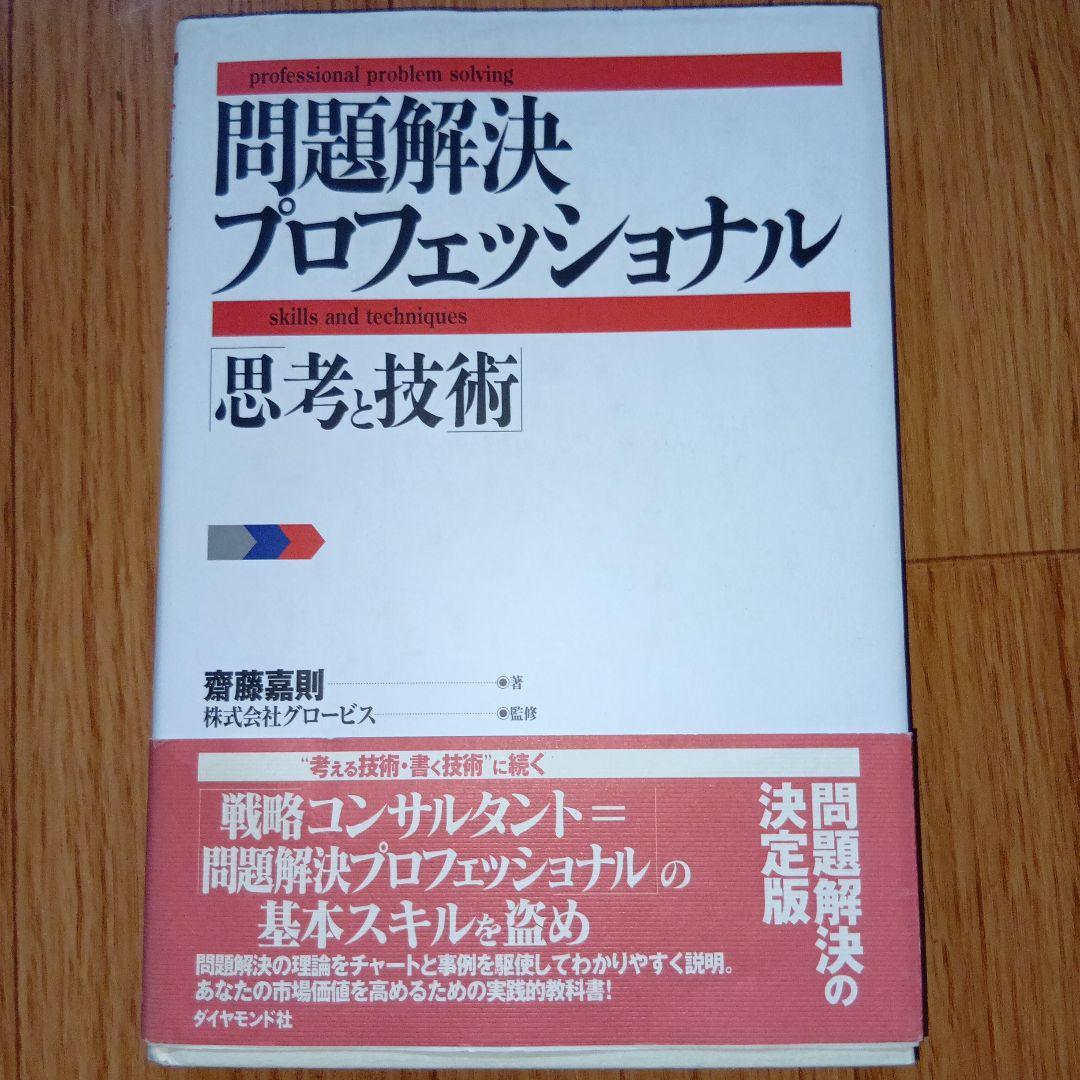 professional problem solving
問題解決
プロフェッショナル
skills and techniques
「思考と技術」
齋藤嘉則 ◉著
株式会社グロービス ◉監修
“考える技術・書く技術”に続く
「戦略コンサルタント＝
問題解決プロフェッショナル」の
基本スキルを盗め
問題解決の理論をチャートと事例を駆使してわかりやすく説明。
あなたの市場価値を高めるための実践的教科書！
ダイヤモンド社
問題解決の
決定版